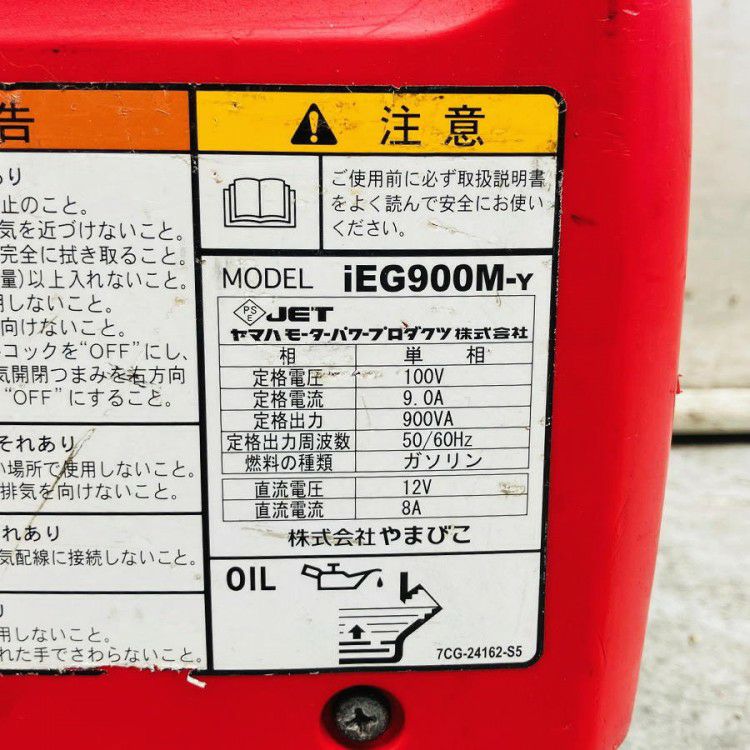 告
あり
止のこと。
気を近づけないこと。
完全に拭き取ること。
量)以上入れないこと。
用しないこと。
向けないこと。
コックを“OFF”にし、
気開閉つまみを右方向
“OFF”にすること。
それあり
い場所で使用しないこと。
排気を向けないこと。
れあり
気配線に接続しないこと。
り
用しないこと。
れた手でさわらないこと。
注意
ご使用前に必ず取扱説明書
をよく読んで安全にお使い
ください。
MODEL iEG900M-Y
PSE JET
ヤマハ モーターパワープロダクツ 株式会社
相 単相
定格電圧 100V
定格電流 9.0A
定格出力 900VA
定格出力周波数 50/60Hz
燃料の種類 ガソリン
直流電圧 12V
直流電流 8A
株式会社やまびこ
OIL
7CG-24162-S5